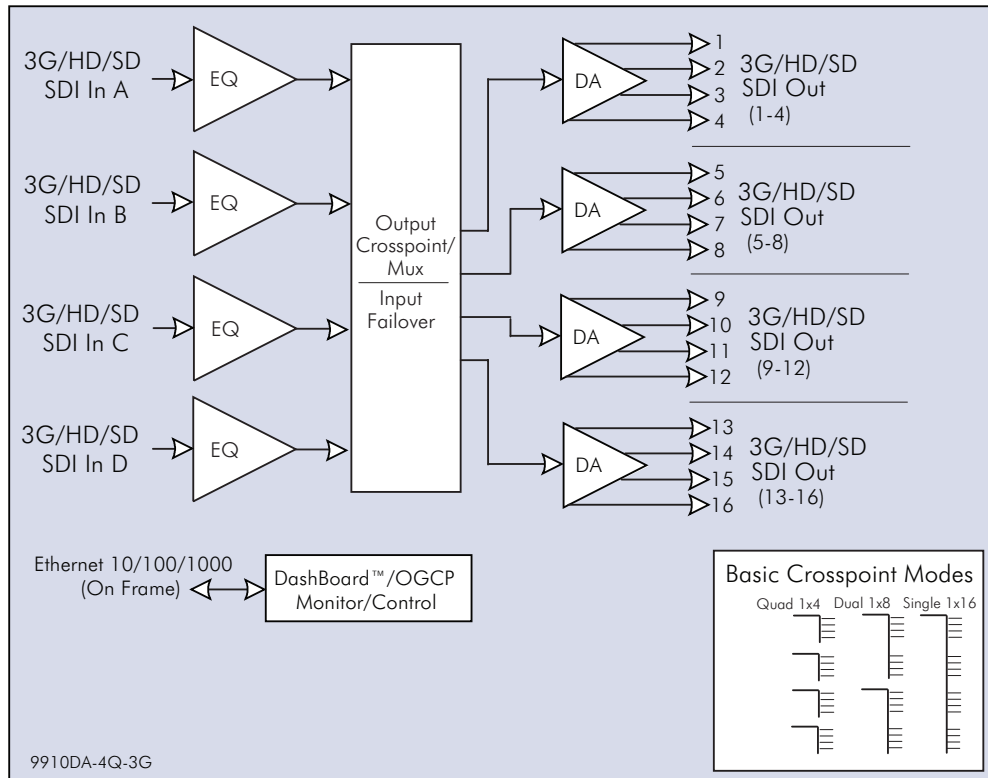 3G/HD/SD
SDI In A
EQ
3G/HD/SD
SDI In B
EQ
3G/HD/SD
SDI In C
EQ
3G/HD/SD
SDI In D
EQ
Output
Crosspoint/
Mux
Input
Failover
DA
1
2
3
4
3G/HD/SD
SDI Out
(1-4)
DA
5
6
7
8
3G/HD/SD
SDI Out
(5-8)
DA
9
10
11
12
3G/HD/SD
SDI Out
(9-12)
DA
13
14
15
16
3G/HD/SD
SDI Out
(13-16)
Ethernet 10/100/1000
(On Frame)
DashBoard™/OGCP
Monitor/Control
Basic Crosspoint Modes
Quad 1x4 Dual 1x8 Single 1x16
9910DA-4Q-3G